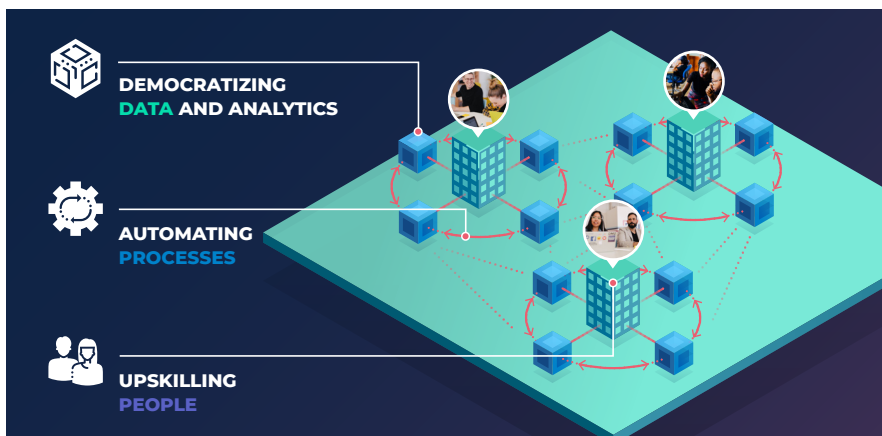 DEMOCRATIZING
DATA AND ANALYTICS
AUTOMATING
PROCESSES
UPSKILLING
PEOPLE